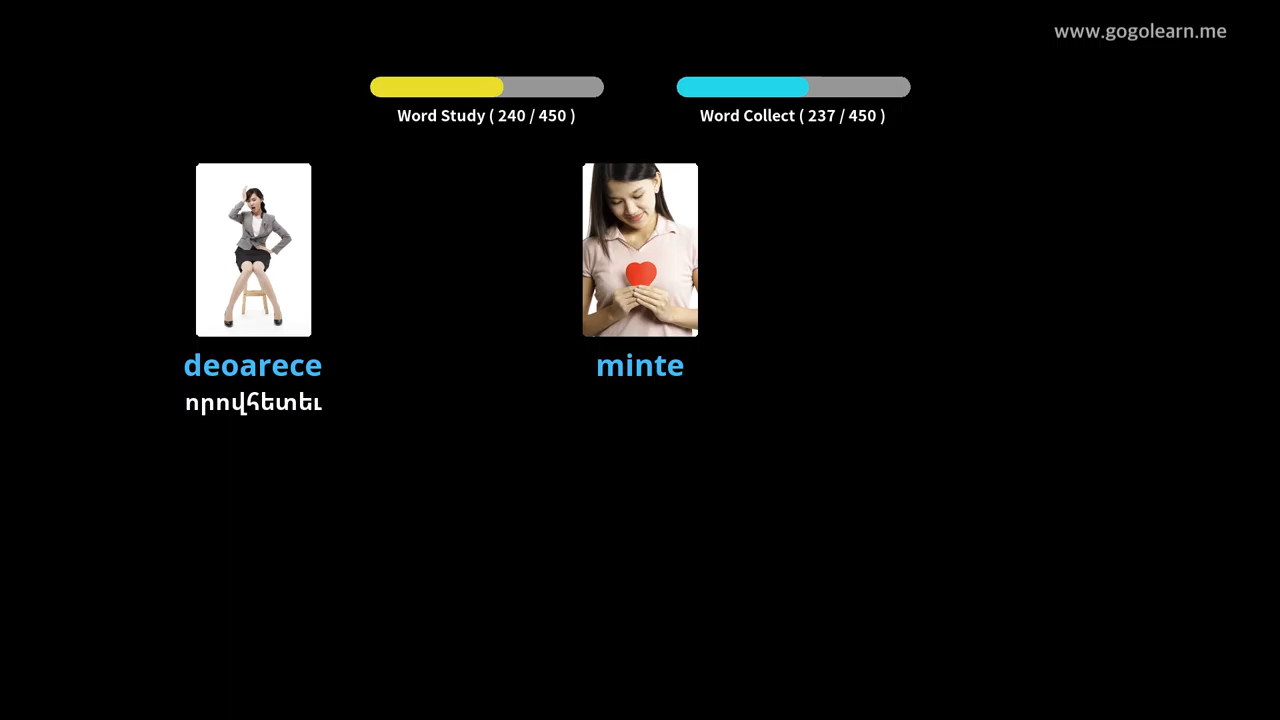 www.gogolearn.me
Word Study ( 240 / 450 )
Word Collect ( 237 / 450 )
deoarece
որովհետեւ
minte